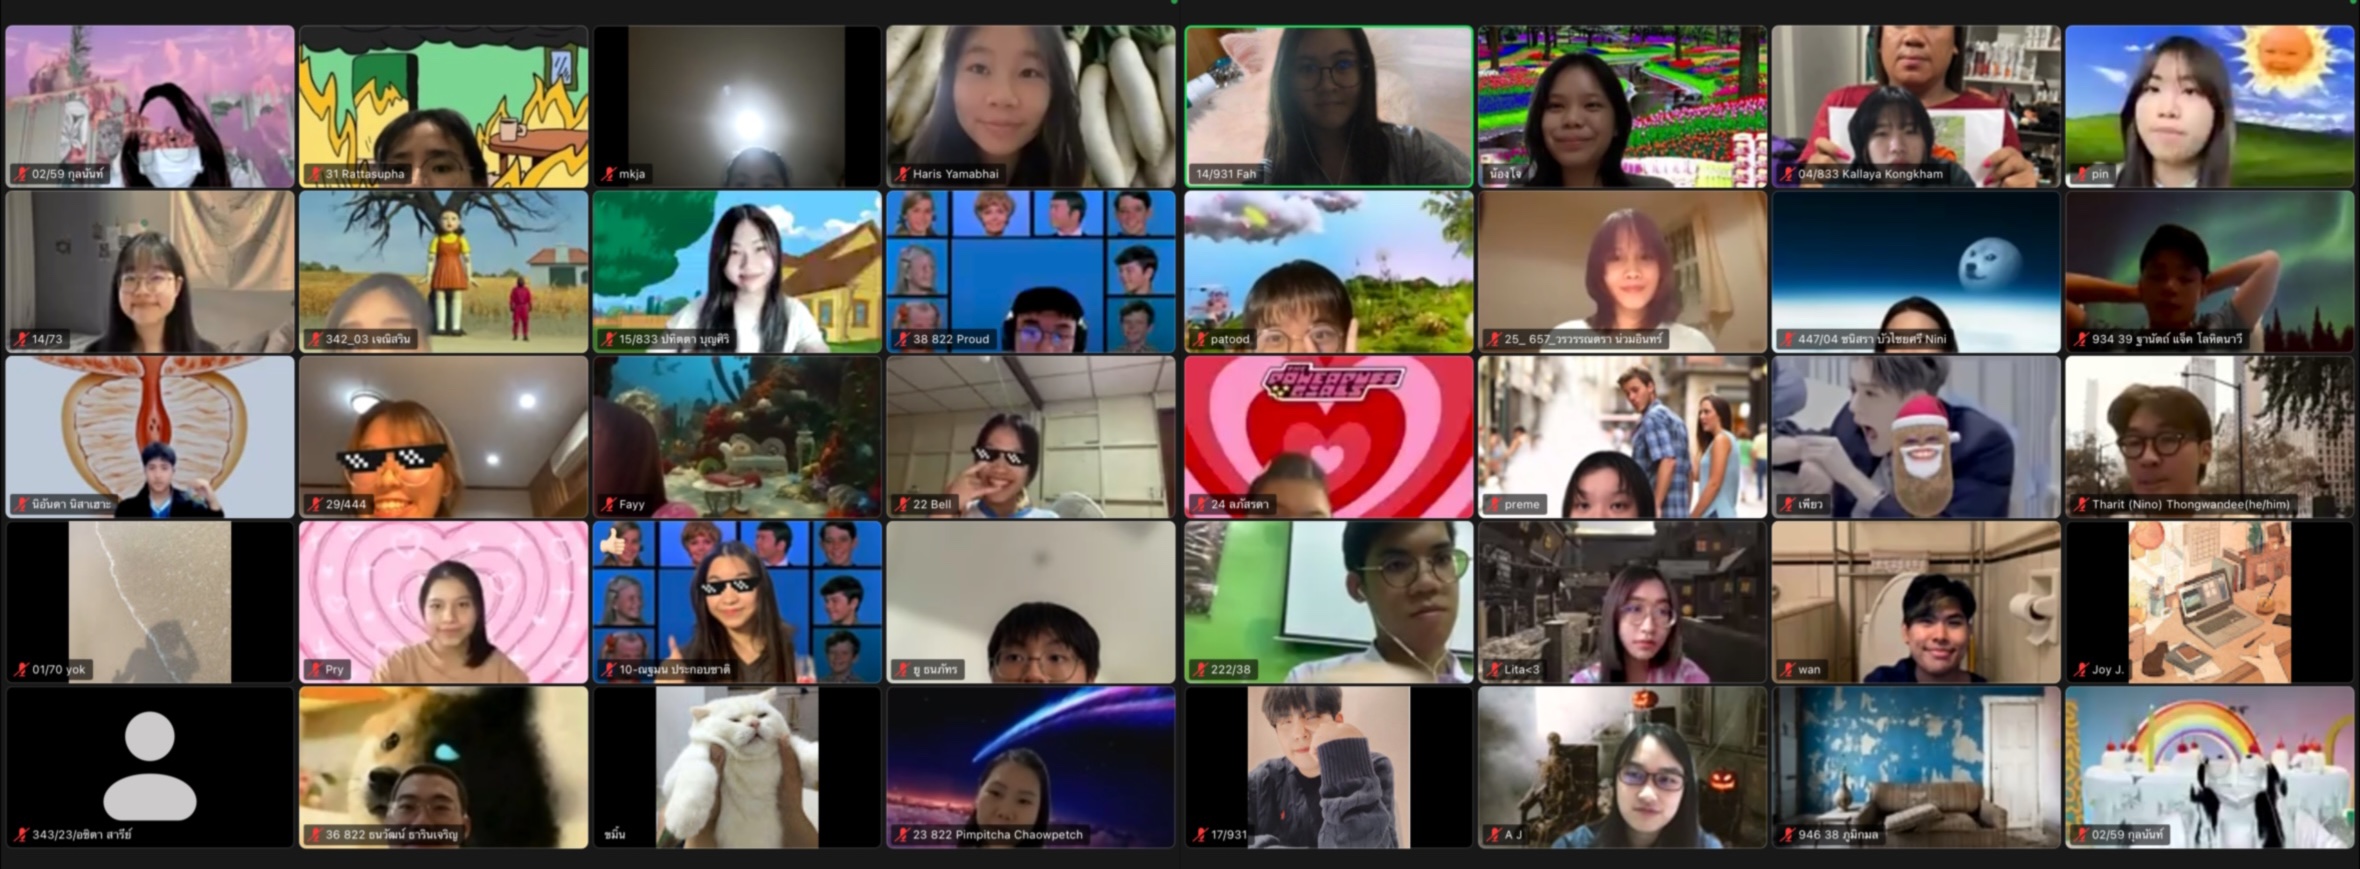 02/59 กุลนันท์
31 Rattasupha
mkja
Haris Yamabhai
14/931 Fah
น้องใจ
04/833 Kallaya Kongkham
pin
14/73
342_03 เจณิสริน
15/833 ปทิตตา บุญศิริ
38 822 Proud
patood
25_ 657_วรวรรณดรา น่วมอินทร์
447/04 ชนิสรา บัวไชยศรี Nini
934 39 ฐานัตถ์ แจ็ค โลหิตนาวี
นิอันดา นิสาเฮาะ
29/444
Fayy
22 Bell
THE POWERPUFF GIRLS
24 ลภัสรดา
preme
เพียว
Tharit (Nino) Thongwandee(he/him)
01/70 yok
Pry
10-ณฐมน ประกอบชาติ
ยู ธนภัทร
222/38
Lita<3
wan
Joy J.
343/23/อชิตา สารีย์
36 822 ธนวัฒน์ ธารินเจริญ
ขมิ้น
23 822 Pimpitcha Chaowpetch
17/931
A J
946 38 ภูมิกมล
02/59 กุลนันท์